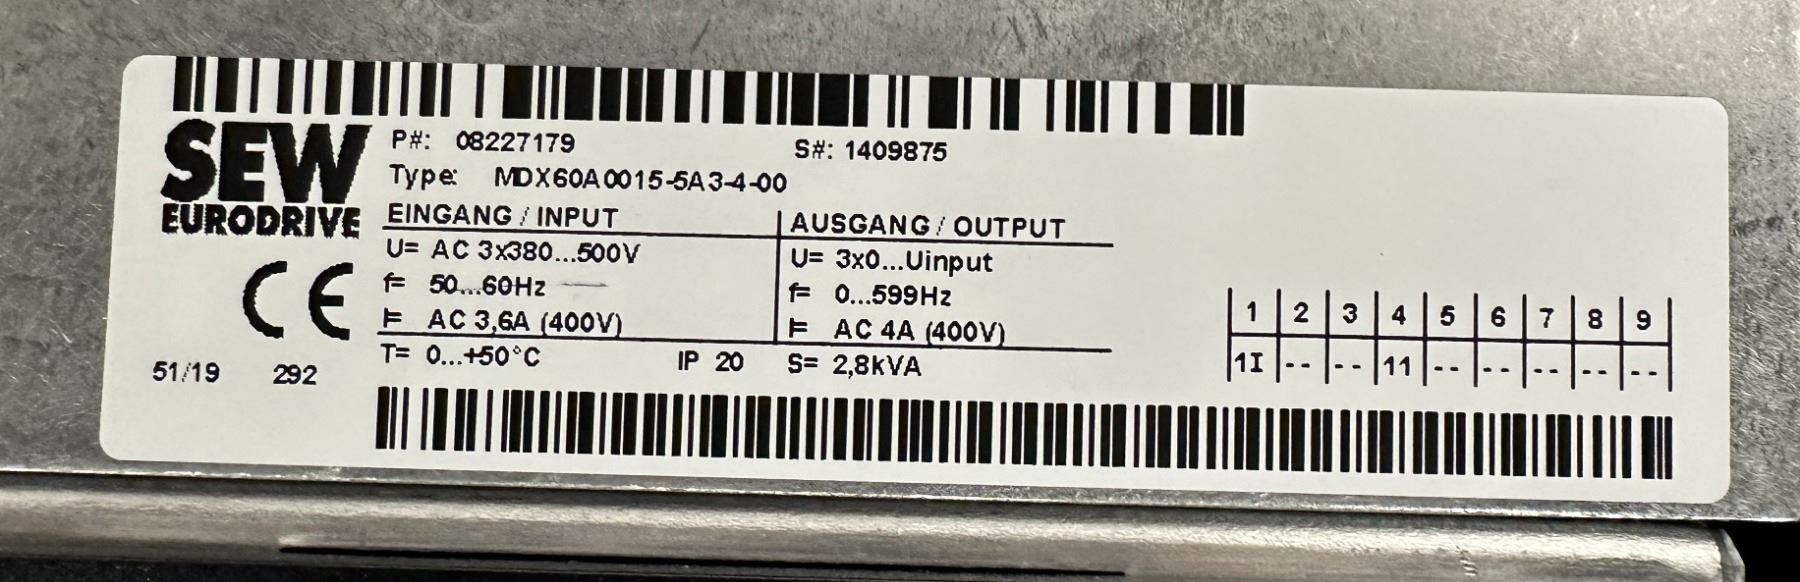 SEW
EURODRIVE
P#: 08227179 S#: 1409875
Type: MDX60A0015-5A3-4-00
EINGANG / INPUT AUSGANG / OUTPUT
U= AC 3x380...500V U= 3x0...Uinput
f= 50...60Hz f= 0...599Hz
I= AC 3,6A (400V) I= AC 4A (400V)
T= 0...+50°C IP 20 S= 2,8kVA
CE
51/19 292
1 2 3 4 5 6 7 8 9
1I -- -- 11 -- -- -- -- --